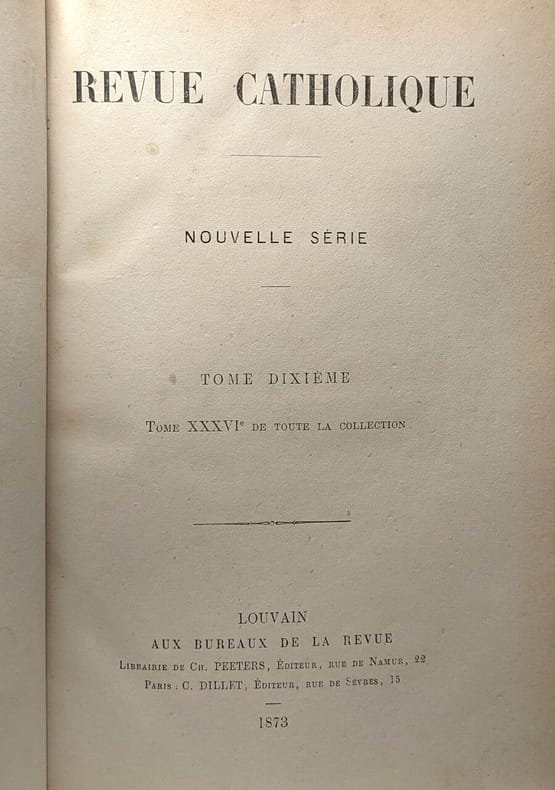 REVUE CATHOLIQUE
NOUVELLE SÉRIE
TOME DIXIÈME
TOME XXXVIe DE TOUTE LA COLLECTION
LOUVAIN
AUX BUREAUX DE LA REVUE
LIBRAIRIE DE CH. PEETERS, ÉDITEUR, RUE DE NAMUR, 22
PARIS : C. DILLET, ÉDITEUR, RUE DE SÈVRES, 15
1873